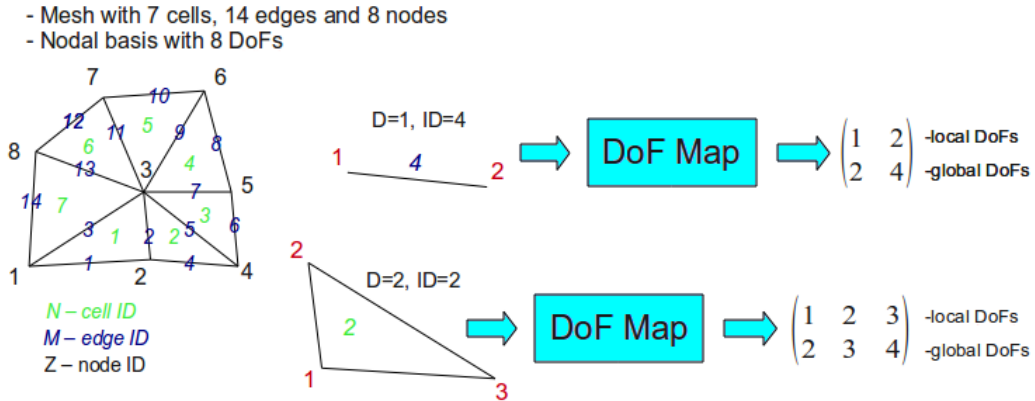 - Mesh with 7 cells, 14 edges and 8 nodes
- Nodal basis with 8 DoFs
7
6
10
12
11
5
9
8
8
6
13
3
4
7
5
14
7
3
1
2
2
5
3
6
1
1
2
4
4
N – cell ID
M – edge ID
Z – node ID
D=1, ID=4
1
4
2
DoF Map
1 2 -local DoFs
2 4 -global DoFs
2
D=2, ID=2
2
1
3
DoF Map
1 2 3 -local DoFs
2 3 4 -global DoFs